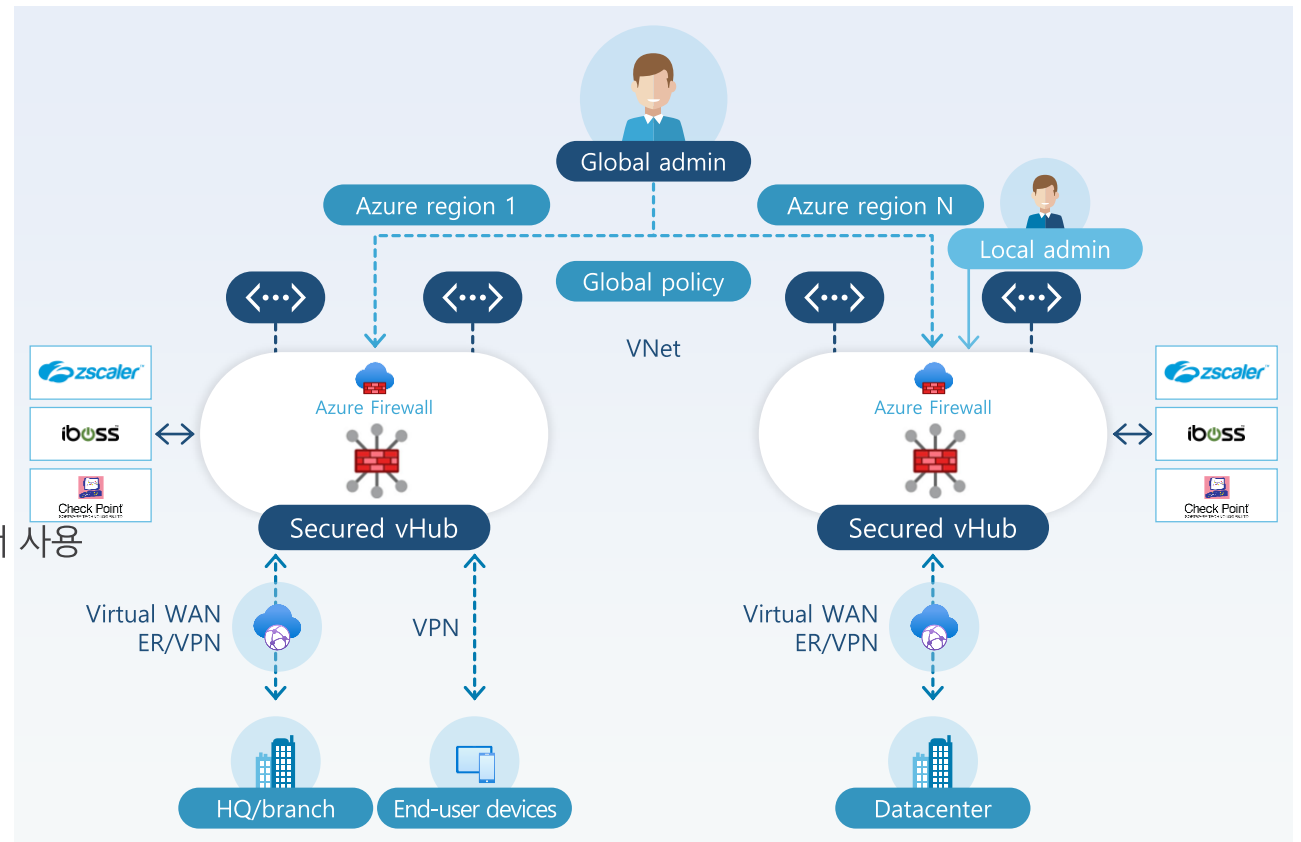 Global admin
Azure region 1
Azure region N
Local admin
Global policy
VNet
zscaler
iboss
Check Point
Azure Firewall
Azure Firewall
zscaler
iboss
Check Point
Secured vHub
Secured vHub
사용
Virtual WAN
ER/VPN
VPN
Virtual WAN
ER/VPN
HQ/branch
End-user devices
Datacenter